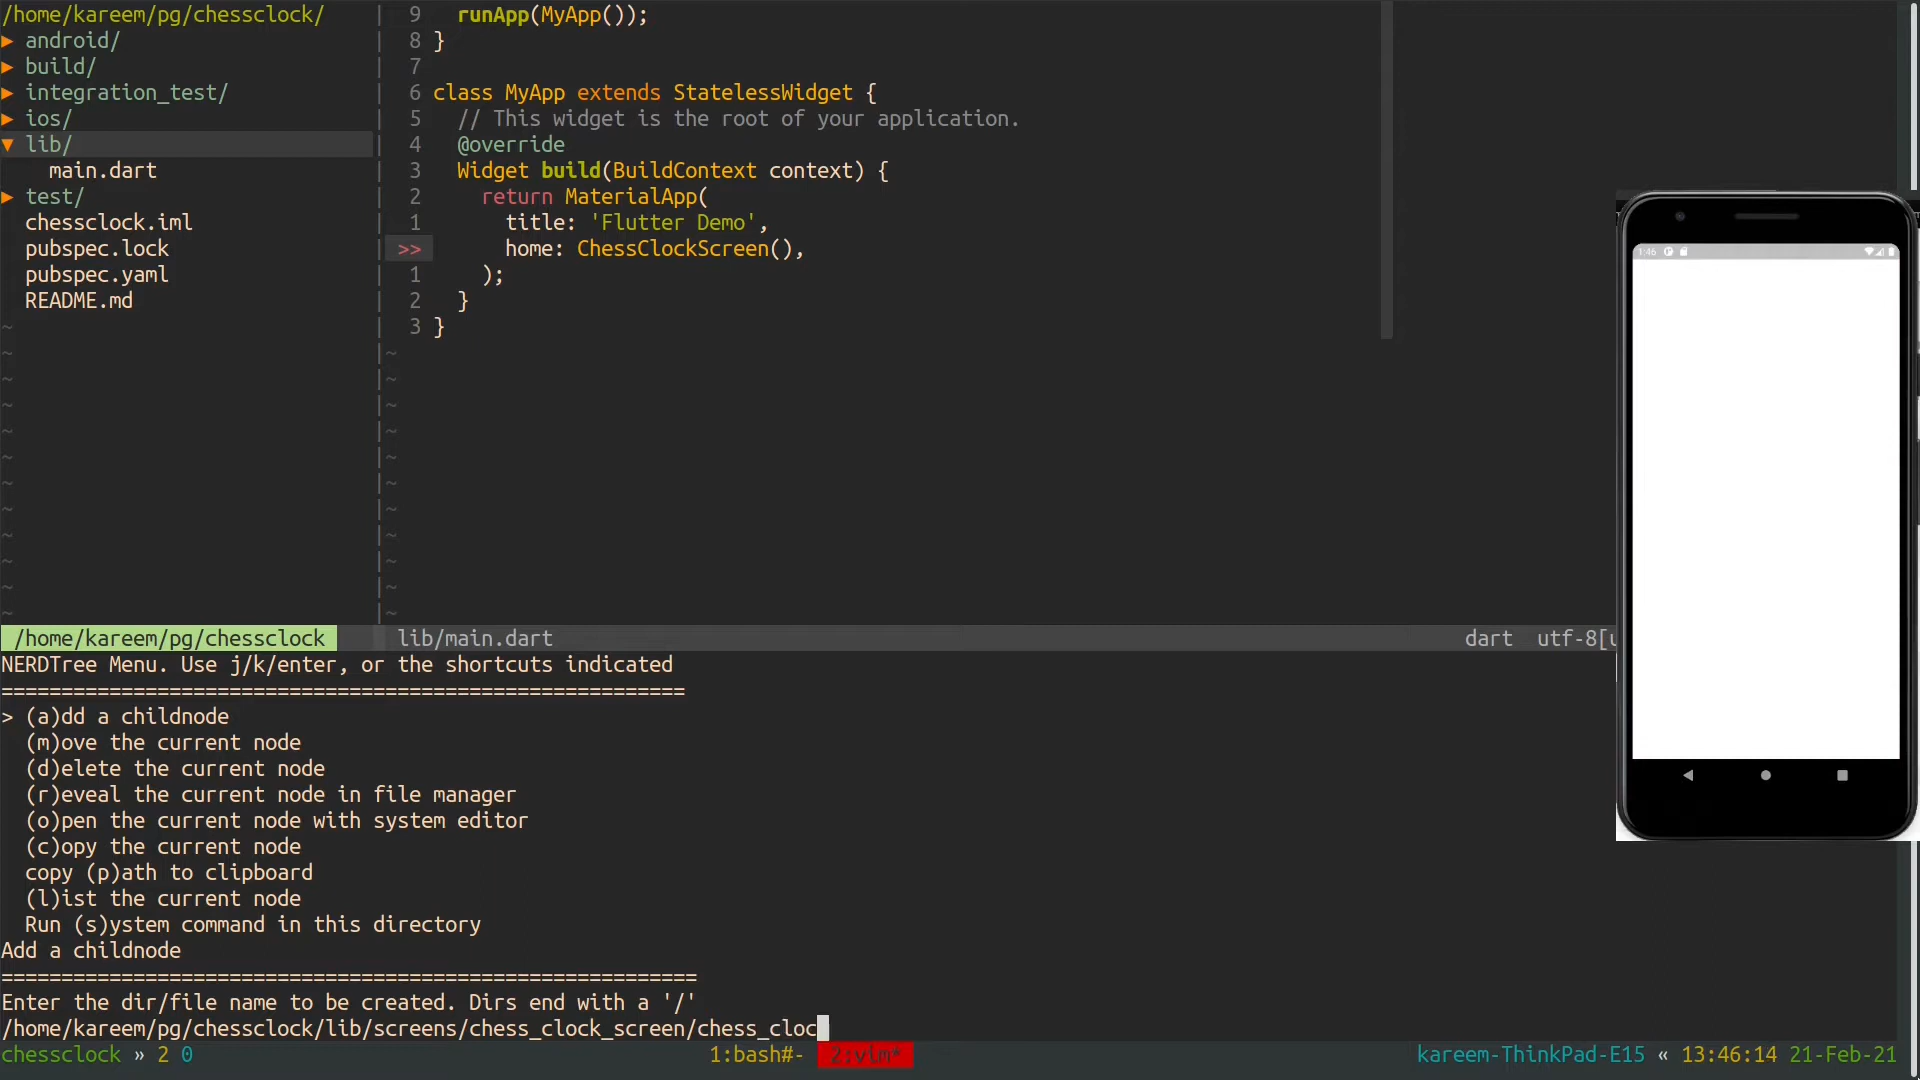 /home/kareem/pg/chessclock/
▸ android/
▸ build/
▸ integration_test/
▸ ios/
▾ lib/
main.dart
▸ test/
chessclock.iml
pubspec.lock
pubspec.yaml
README.md
9 runApp(MyApp());
8 }
7
6 class MyApp extends StatelessWidget {
5 // This widget is the root of your application.
4 @override
3 Widget build(BuildContext context) {
2 return MaterialApp(
1 title: 'Flutter Demo',
>> home: ChessClockScreen(),
1 );
2 }
3 }
1:46
/home/kareem/pg/chessclock lib/main.dart dart utf-8[
NERDTree Menu. Use j/k/enter, or the shortcuts indicated
=========================================================
> (a)dd a childnode
(m)ove the current node
(d)elete the current node
(r)eveal the current node in file manager
(o)pen the current node with system editor
(c)opy the current node
copy (p)ath to clipboard
(l)ist the current node
Run (s)ystem command in this directory
Add a childnode
==========================================================
Enter the dir/file name to be created. Dirs end with a '/'
/home/kareem/pg/chessclock/lib/screens/chess_clock_screen/chess_cloc
chessclock » 2 0 1:bash#- 2:vim* kareem-ThinkPad-E15 « 13:46:14 21-Feb-21